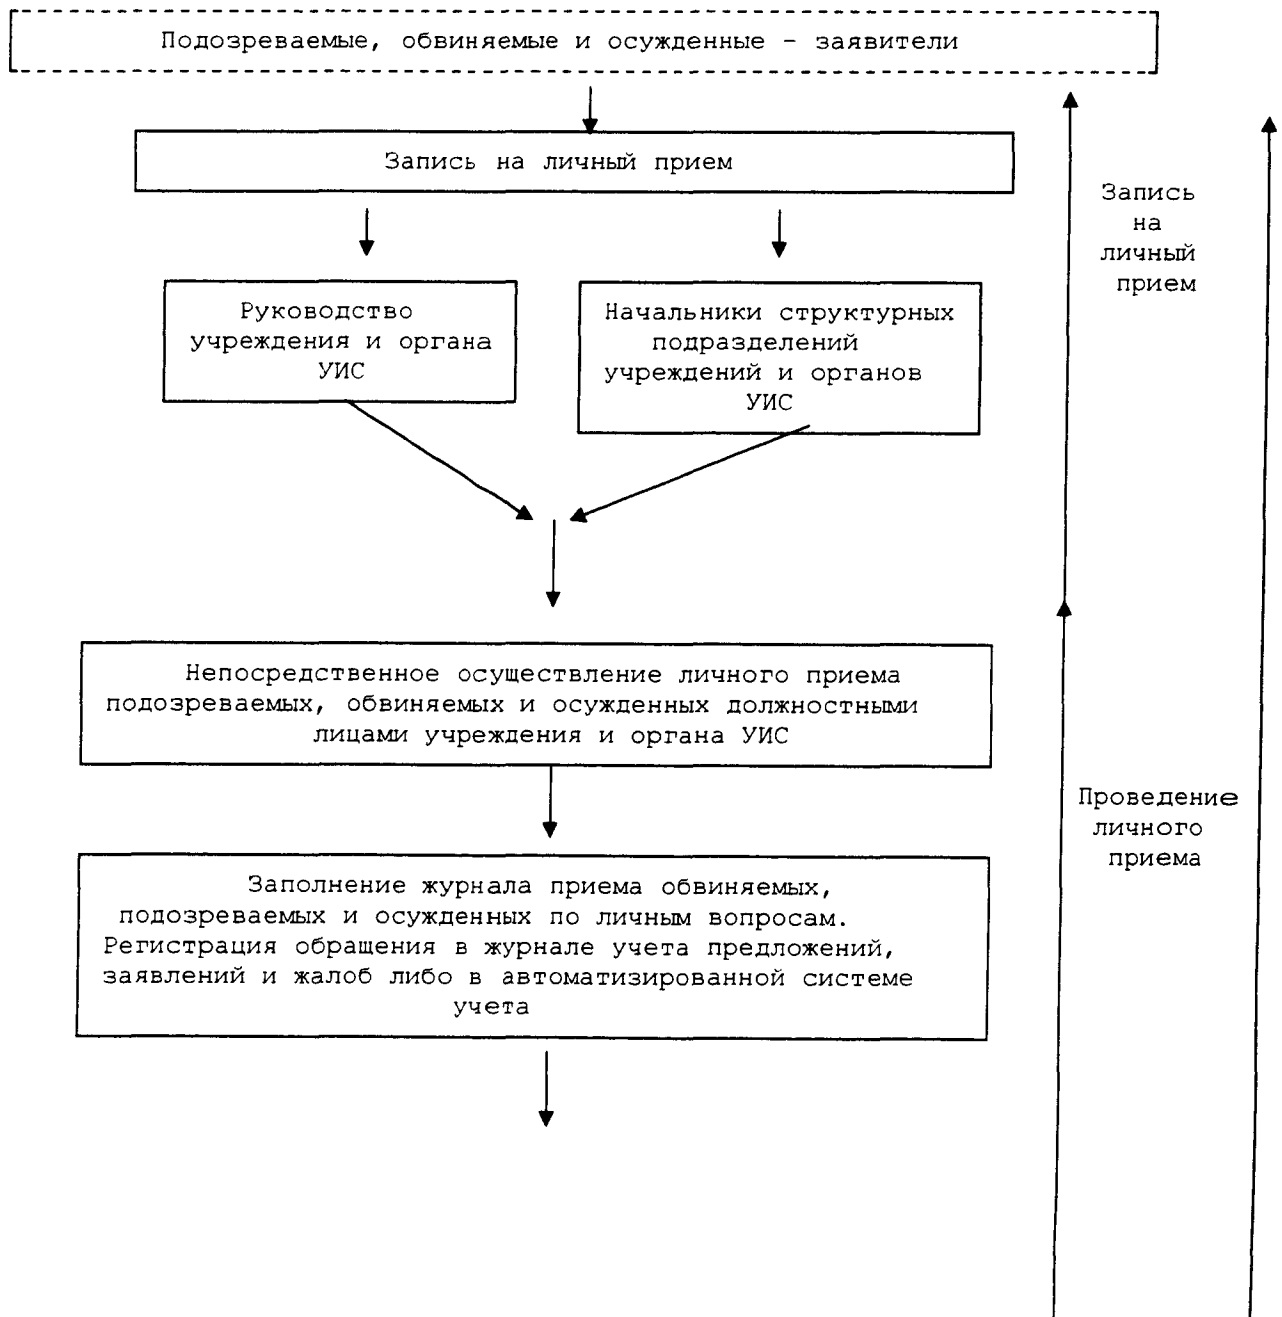 Подозреваемые, обвиняемые и осужденные - заявители
Запись на личный прием
Запись
на
личный
прием
Руководство
учреждения и органа
УИС
Начальники структурных
подразделений
учреждений и органов
УИС
Непосредственное осуществление личного приема
подозреваемых, обвиняемых и осужденных должностными
лицами учреждения и органа УИС
Проведение
личного
приема
Заполнение журнала приема обвиняемых,
подозреваемых и осужденных по личным вопросам.
Регистрация обращения в журнале учета предложений,
заявлений и жалоб либо в автоматизированной системе
учета